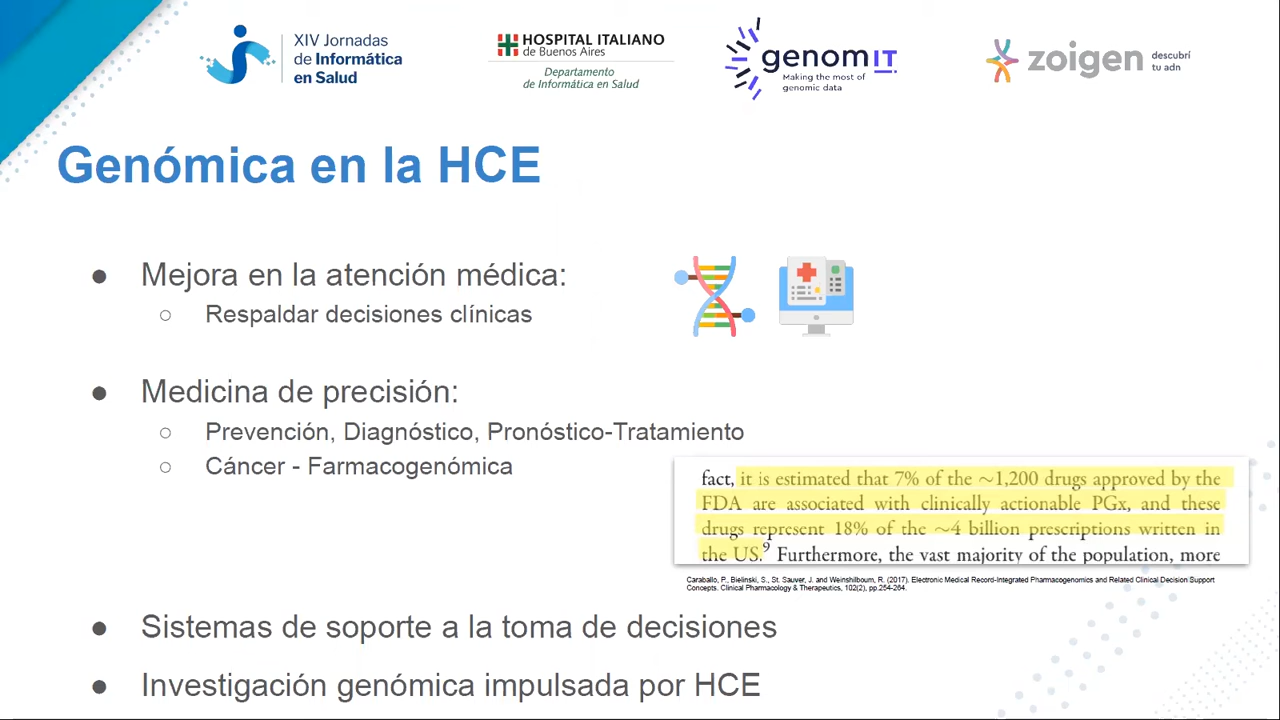 XIV Jornadas
de Informática
en Salud
HOSPITAL ITALIANO
de Buenos Aires
Departamento
de Informática en Salud
genomIT
Making the most of
genomic data
zoigen
descubrí
tu adn
Genómica en la HCE
● Mejora en la atención médica:
○ Respaldar decisiones clínicas
● Medicina de precisión:
○ Prevención, Diagnóstico, Pronóstico-Tratamiento
○ Cáncer - Farmacogenómica
fact, it is estimated that 7% of the ~1,200 drugs approved by the
FDA are associated with clinically actionable PGx, and these
drugs represent 18% of the ~4 billion prescriptions written in
the US.⁹ Furthermore, the vast majority of the population, more
Caraballo, P., Bielinski, S., St. Sauver, J. and Weinshilboum, R. (2017). Electronic Medical Record-Integrated Pharmacogenomics and Related Clinical Decision Support
Concepts. Clinical Pharmacology & Therapeutics, 102(2), pp.254-264.
● Sistemas de soporte a la toma de decisiones
● Investigación genómica impulsada por HCE